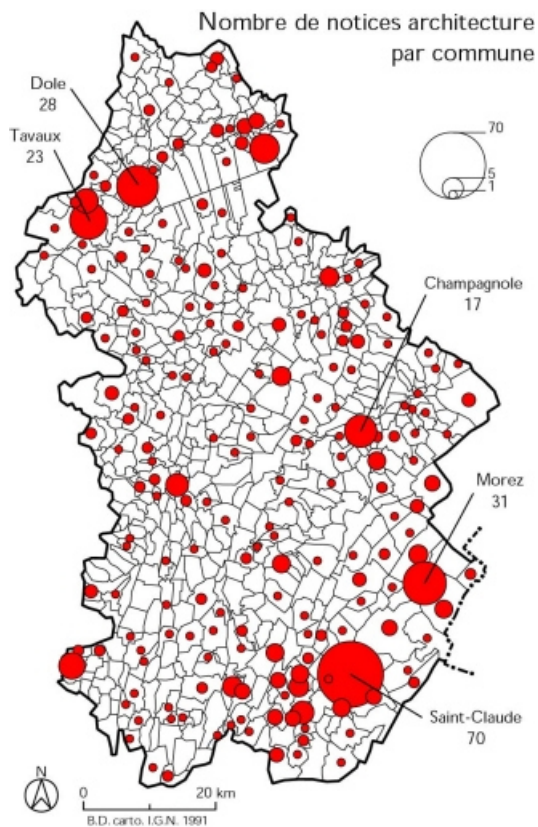 Nombre de notices architecture
par commune
Dole
28
Tavaux
23
70
5
1
Champagnole
17
Morez
31
Saint-Claude
70
N
0
20 km
B.D. carto. I.G.N. 1991